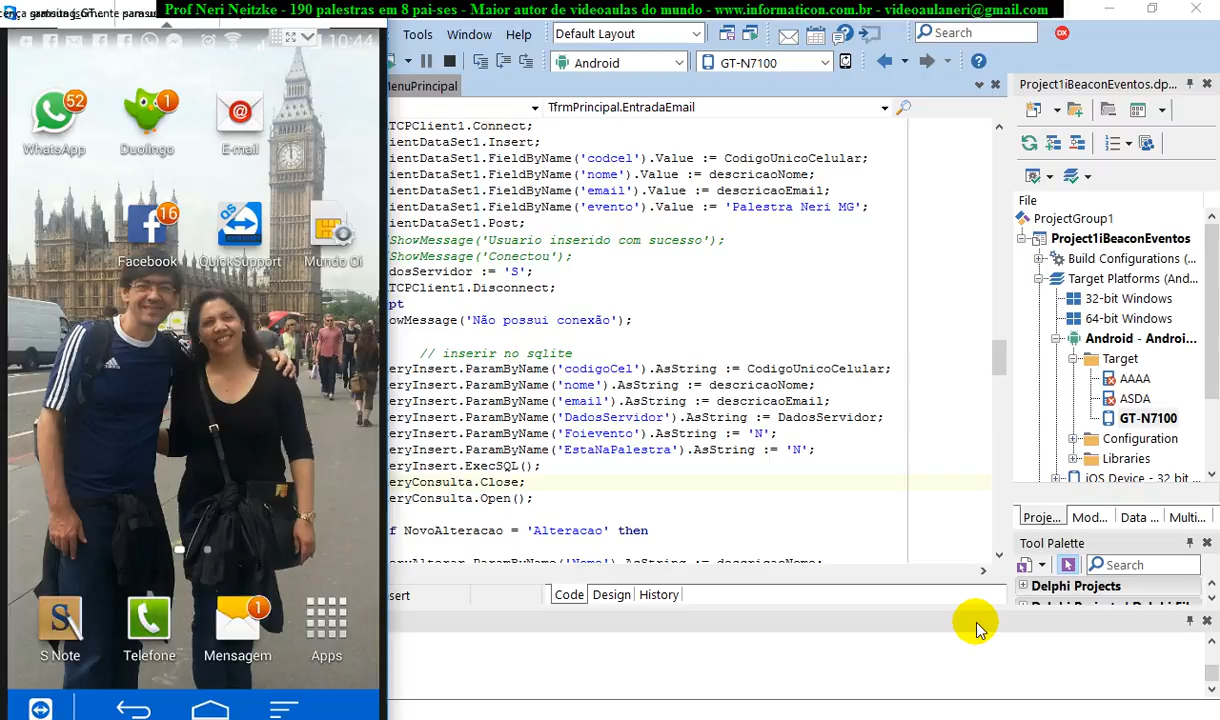 Prof Neri Neitzke - 190 palestras em 8 pai-ses - Maior autor de videoaulas do mundo - www.informaticon.com.br - videoaulaneri@gmail.com
10:44
52
1
WhatsApp
Duolingo
E-mail
16
Facebook
QuickSupport
Mundo Oi
1
S Note
Telefone
Mensagem
Apps
Tools
Window
Help
Default Layout
Search
DX
Android
GT-N7100
MenuPrincipal
TfrmPrincipal.EntradaEmail
TCPClient1.Connect;
ientDataSet1.Insert;
ientDataSet1.FieldByName('codcel').Value := CodigoUnicoCelular;
ientDataSet1.FieldByName('nome').Value := descricaoNome;
ientDataSet1.FieldByName('email').Value := descricaoEmail;
ientDataSet1.FieldByName('evento').Value := 'Palestra Neri MG';
ientDataSet1.Post;
ShowMessage('Usuario inserido com sucesso');
ShowMessage('Conectou');
adosServidor := 'S';
TCPClient1.Disconnect;
pt
owMessage('Não possui conexão');
// inserir no sqlite
eryInsert.ParamByName('codigoCel').AsString := CodigoUnicoCelular;
eryInsert.ParamByName('nome').AsString := descricaoNome;
eryInsert.ParamByName('email').AsString := descricaoEmail;
eryInsert.ParamByName('DadosServidor').AsString := DadosServidor;
eryInsert.ParamByName('Foievento').AsString := 'N';
eryInsert.ParamByName('EstaNaPalestra').AsString := 'N';
eryInsert.ExecSQL();
eryConsulta.Close;
eryConsulta.Open();
f NovoAlteracao = 'Alteracao' then
eryAlterar.ParamByName('Nome').AsString := descricaoNome;
sert
Code
Design
History
Project1iBeaconEventos.dp...
File
ProjectGroup1
Project1iBeaconEventos
Build Configurations (...
Target Platforms (And...
32-bit Windows
64-bit Windows
Android - Androi...
Target
AAAA
ASDA
GT-N7100
Configuration
Libraries
iOS Device - 32 bit
Proje...
Mod...
Data ...
Multi...
Tool Palette
Search
Delphi Projects